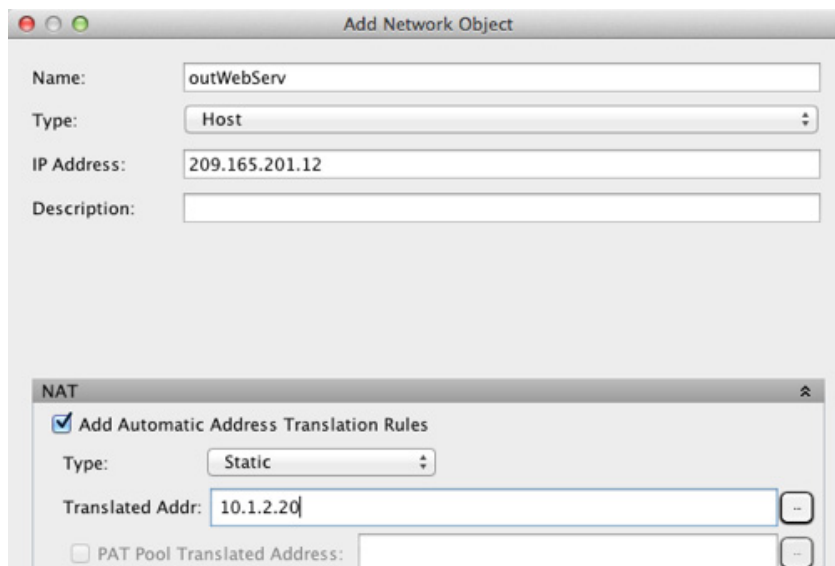 Add Network Object
Name: outWebServ
Type: Host
IP Address: 209.165.201.12
Description:
NAT
Add Automatic Address Translation Rules
Type: Static
Translated Addr: 10.1.2.20
...
PAT Pool Translated Address:
...